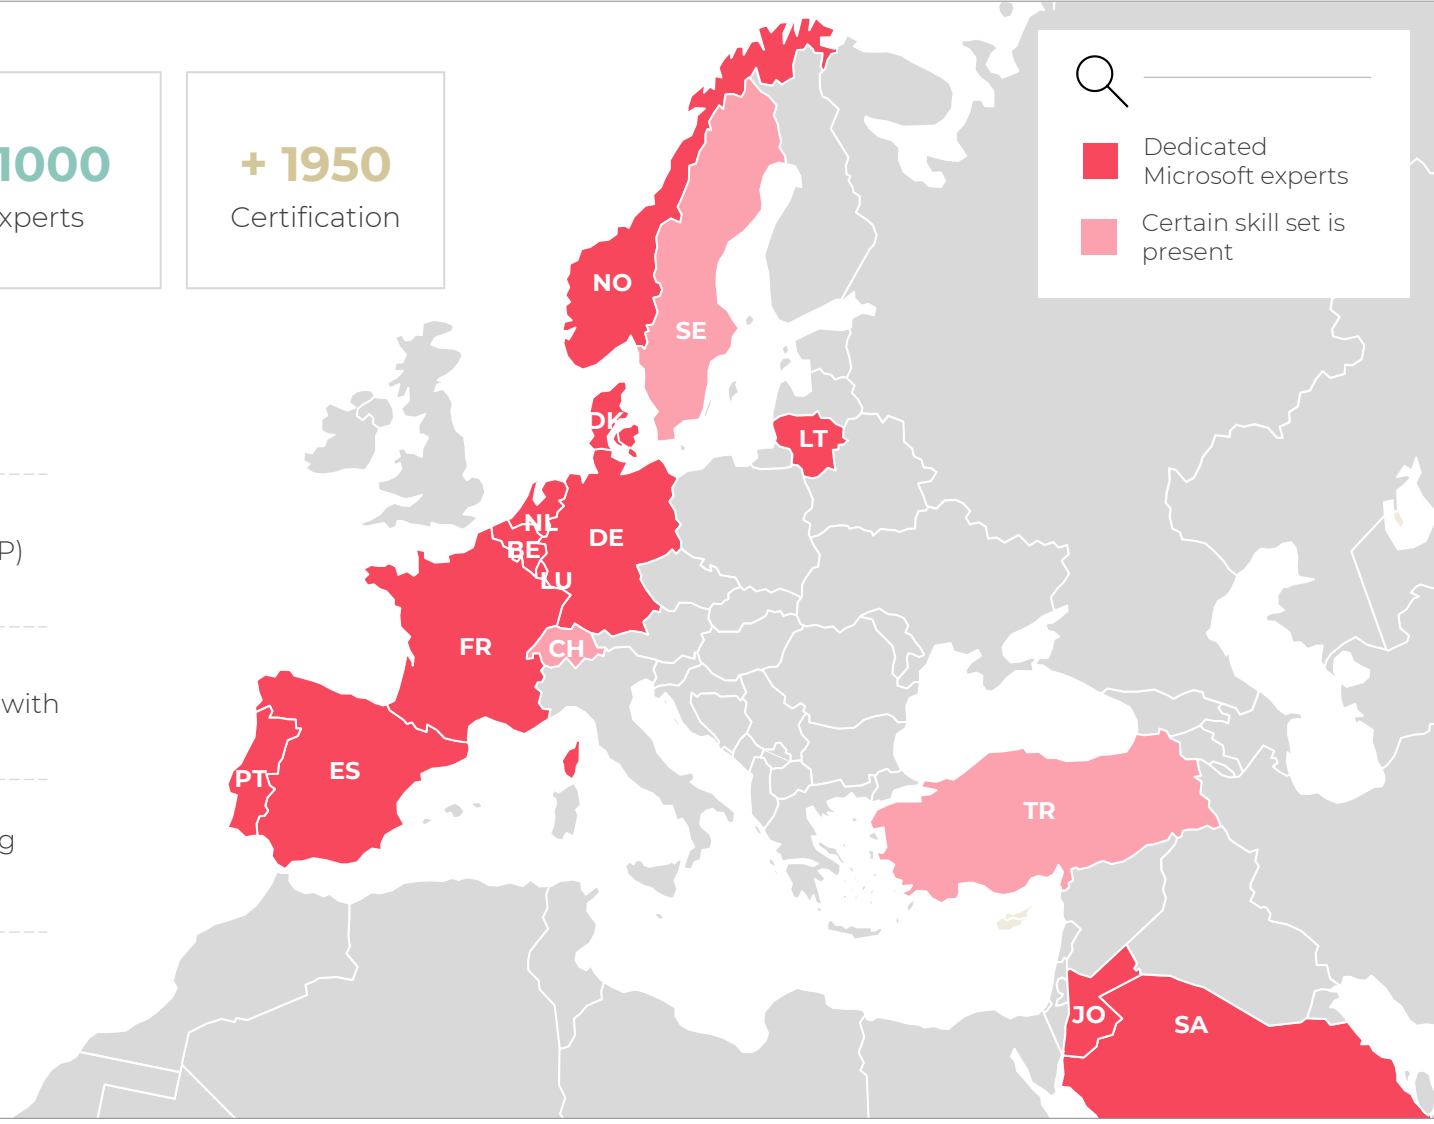 1000
xperts
+ 1950
Certification
Dedicated
Microsoft experts
Certain skill set is
present
P)
with
g
NO
SE
DK
LT
NL
DE
BE
LU
FR
CH
PT
ES
TR
JO
SA